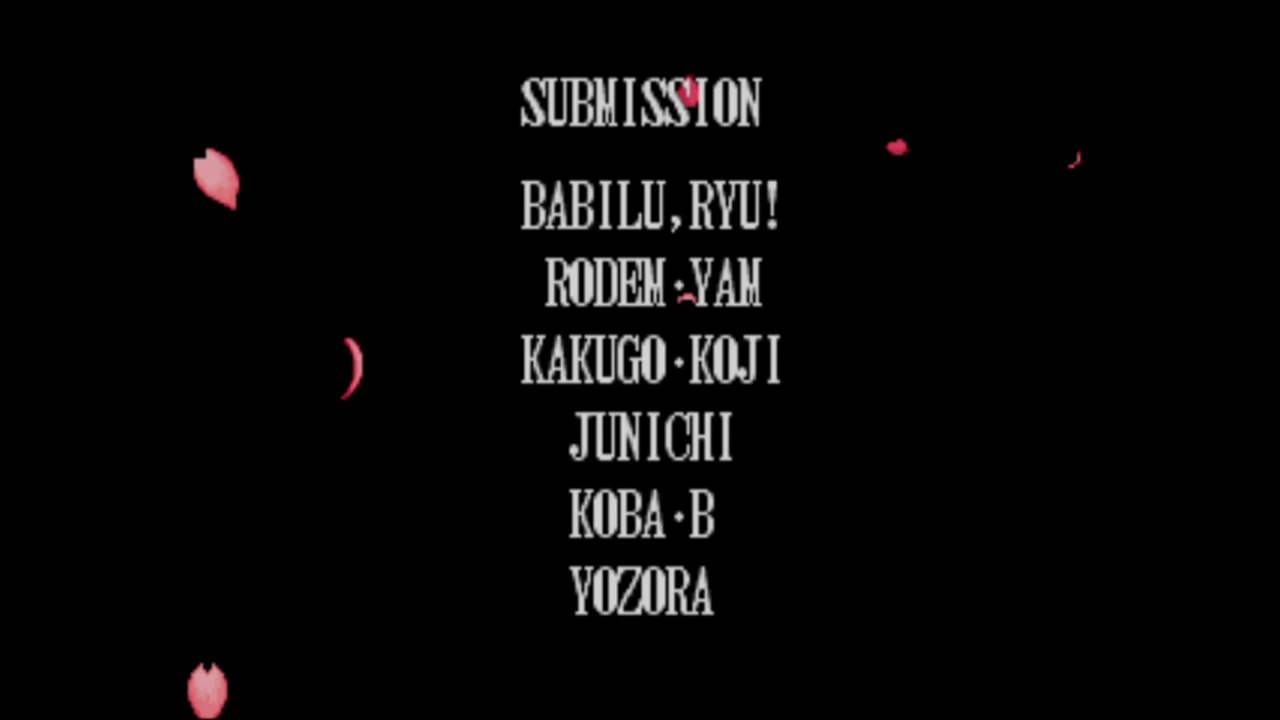 SUBMISSION
BABILU,RYU!
RODEM·YAM
KAKUGO·KOJI
JUNICHI
KOBA·B
YOZORA